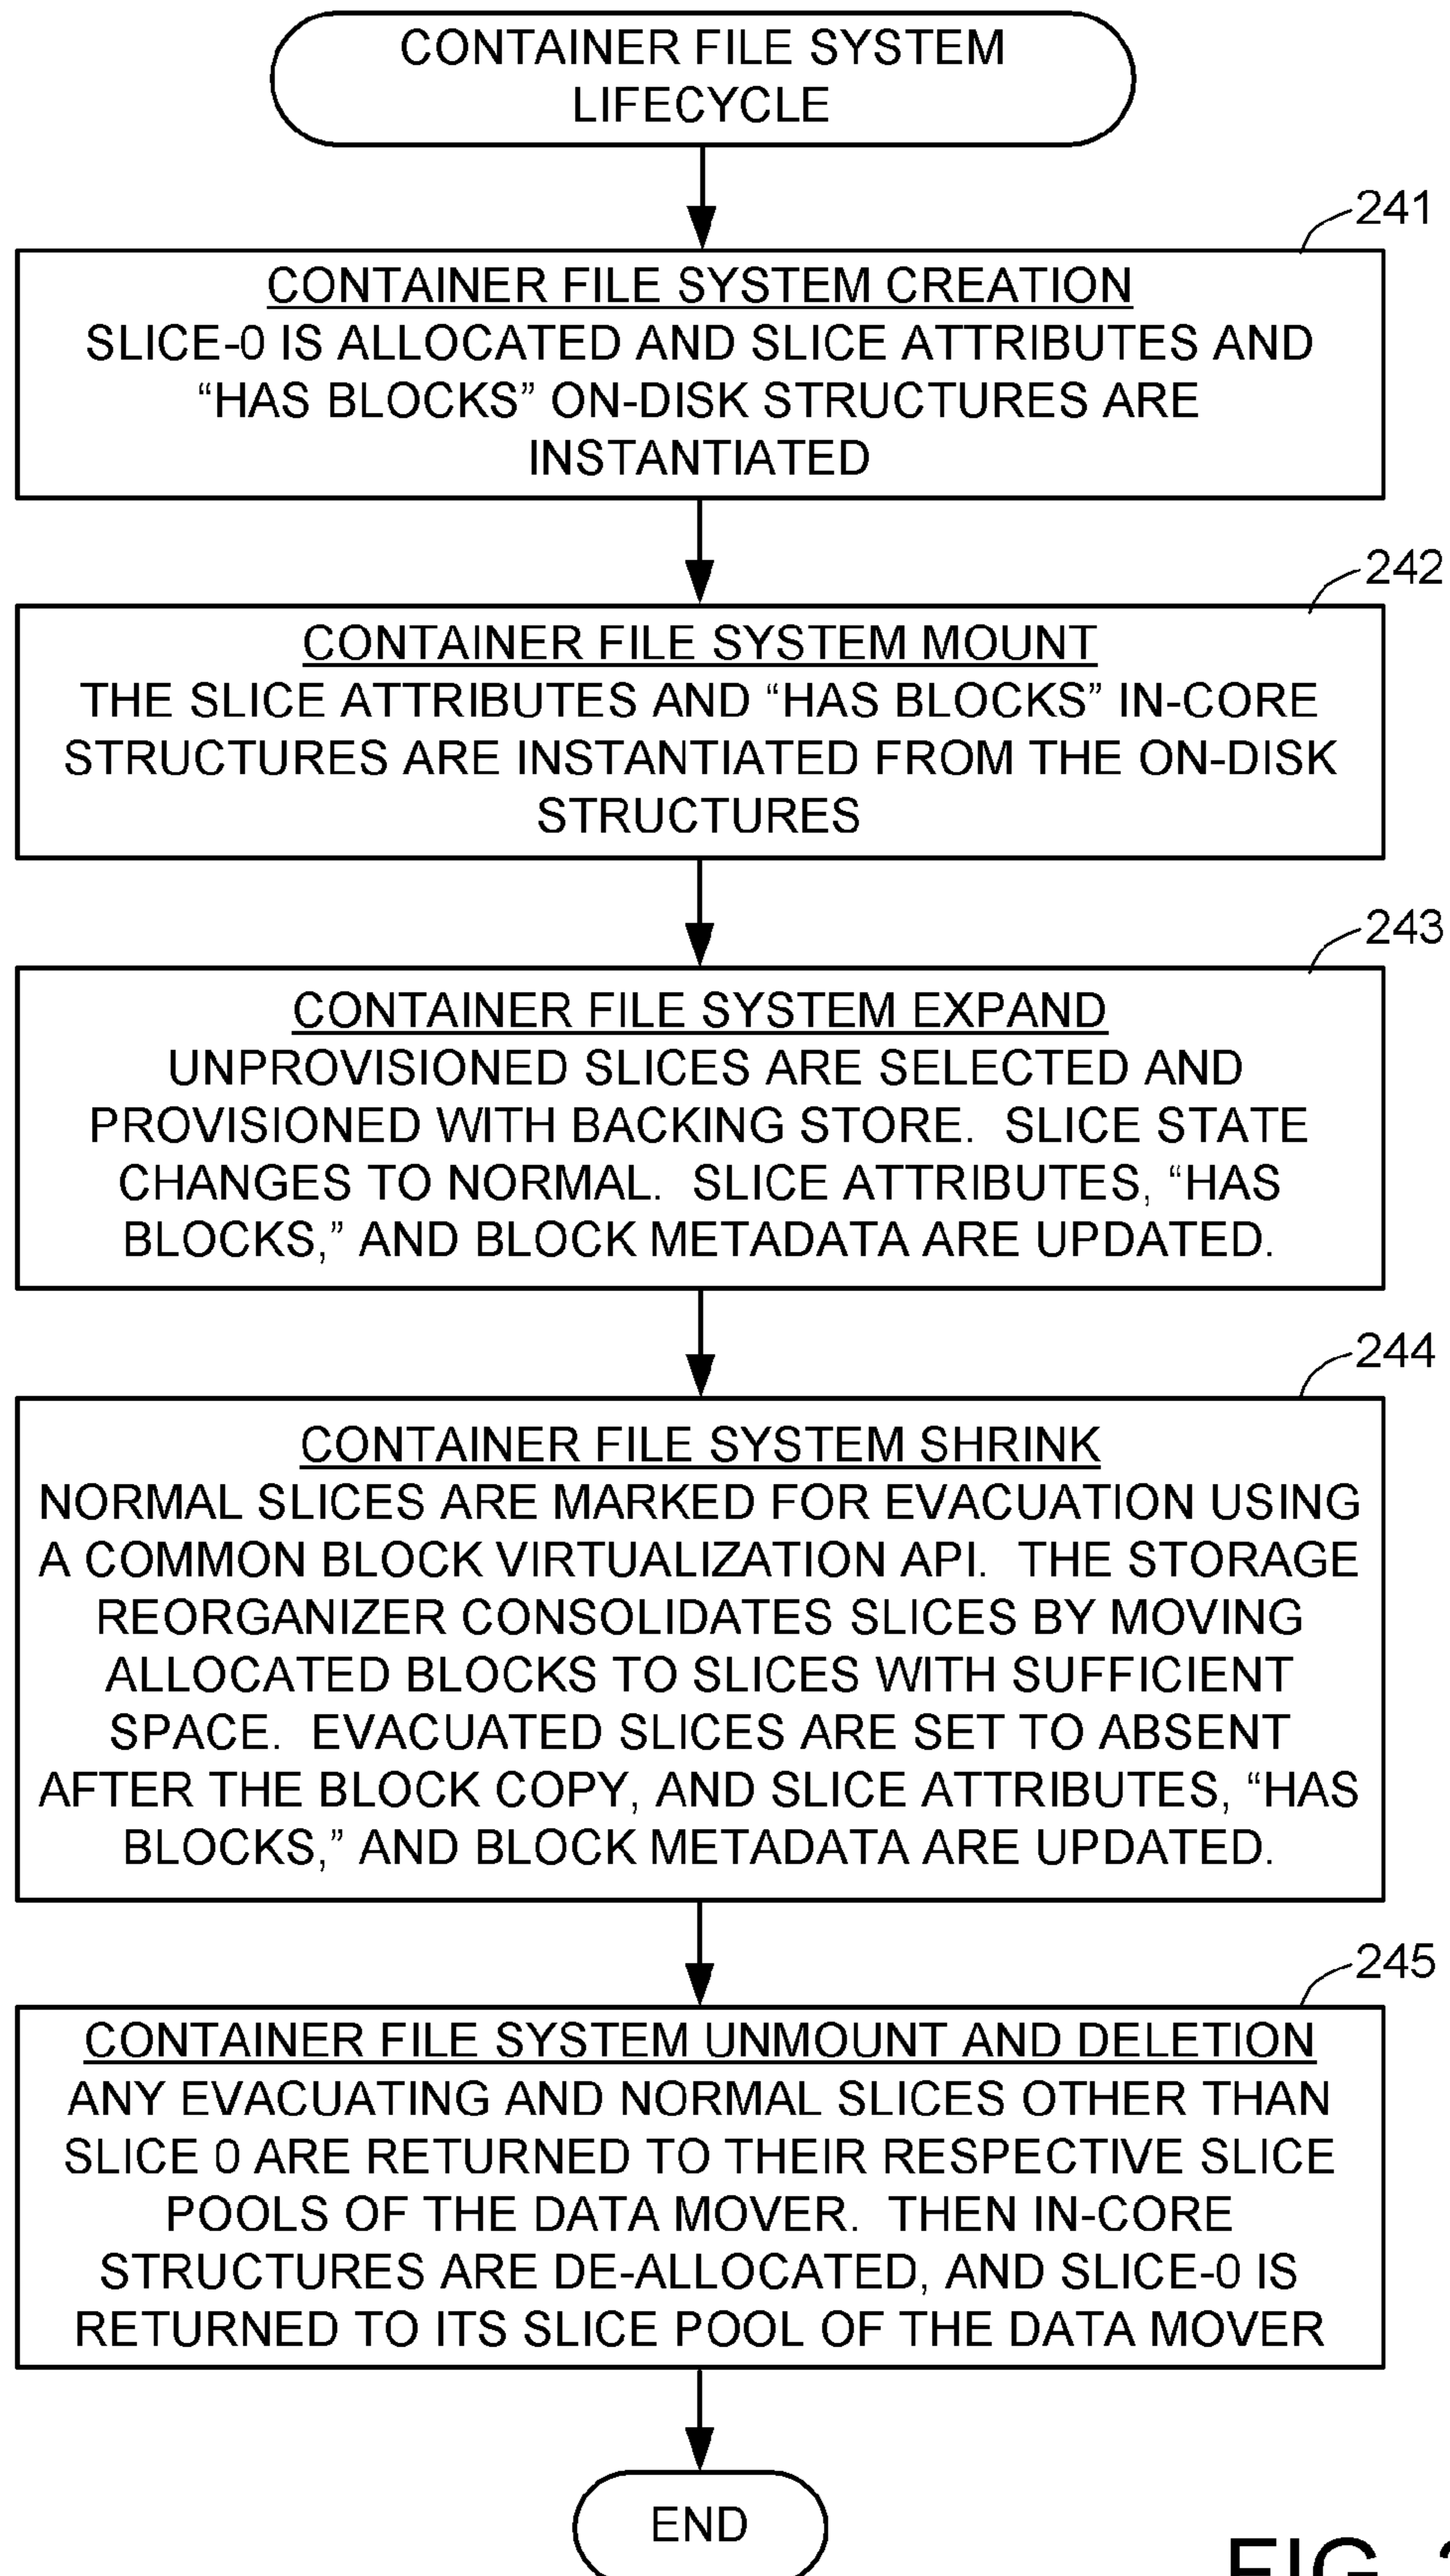 CONTAINER FILE SYSTEM
LIFECYCLE
241
CONTAINER FILE SYSTEM CREATION
SLICE-0 IS ALLOCATED AND SLICE ATTRIBUTES AND
“HAS BLOCKS” ON-DISK STRUCTURES ARE
INSTANTIATED
242
CONTAINER FILE SYSTEM MOUNT
THE SLICE ATTRIBUTES AND “HAS BLOCKS” IN-CORE
STRUCTURES ARE INSTANTIATED FROM THE ON-DISK
STRUCTURES
243
CONTAINER FILE SYSTEM EXPAND
UNPROVISIONED SLICES ARE SELECTED AND
PROVISIONED WITH BACKING STORE.  SLICE STATE
CHANGES TO NORMAL.  SLICE ATTRIBUTES, “HAS
BLOCKS,” AND BLOCK METADATA ARE UPDATED.
244
CONTAINER FILE SYSTEM SHRINK
NORMAL SLICES ARE MARKED FOR EVACUATION USING
A COMMON BLOCK VIRTUALIZATION API.  THE STORAGE
REORGANIZER CONSOLIDATES SLICES BY MOVING
ALLOCATED BLOCKS TO SLICES WITH SUFFICIENT
SPACE.  EVACUATED SLICES ARE SET TO ABSENT
AFTER THE BLOCK COPY, AND SLICE ATTRIBUTES, “HAS
BLOCKS,” AND BLOCK METADATA ARE UPDATED.
245
CONTAINER FILE SYSTEM UNMOUNT AND DELETION
ANY EVACUATING AND NORMAL SLICES OTHER THAN
SLICE 0 ARE RETURNED TO THEIR RESPECTIVE SLICE
POOLS OF THE DATA MOVER.  THEN IN-CORE
STRUCTURES ARE DE-ALLOCATED, AND SLICE-0 IS
RETURNED TO ITS SLICE POOL OF THE DATA MOVER
END
FIG.